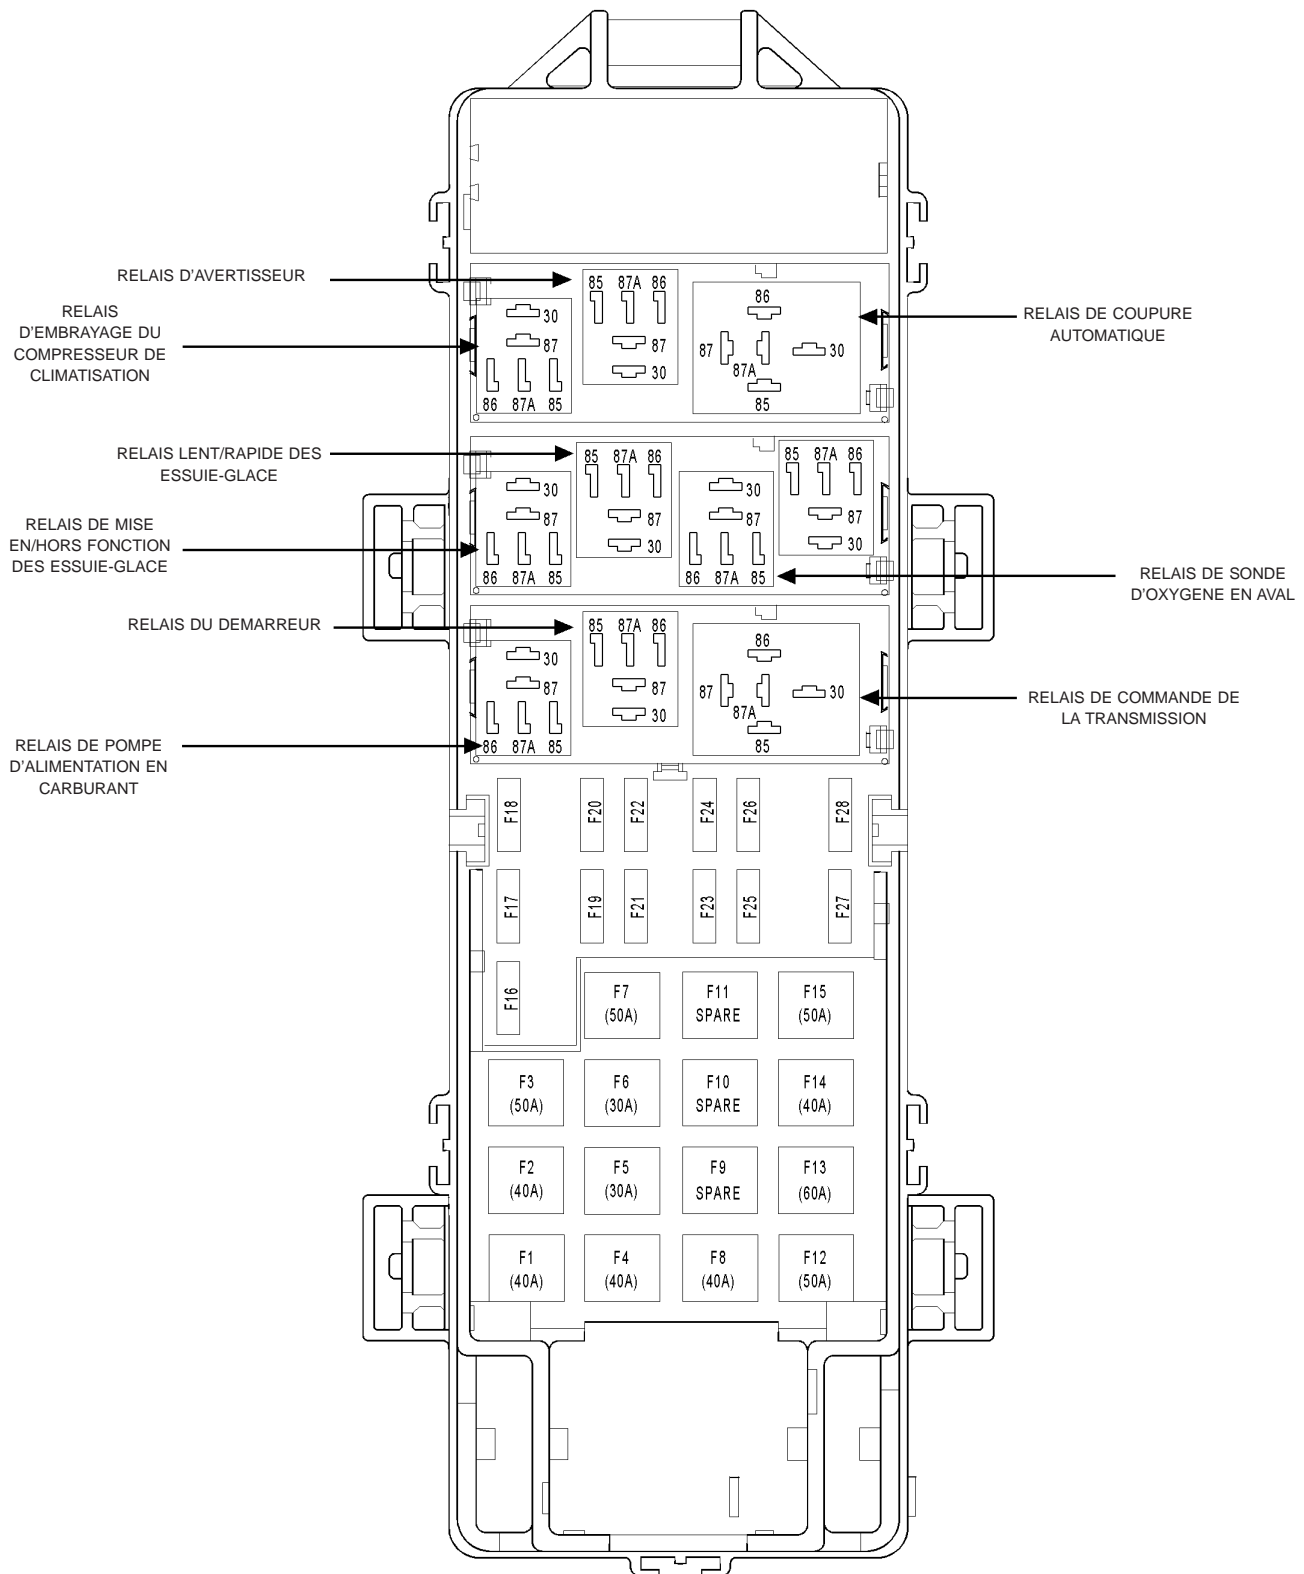 RELAIS D'AVERTISSEUR
RELAIS
D'EMBRAYAGE DU
COMPRESSEUR DE
CLIMATISATION
30
87
86 87A 85
85 87A 86
87
30
86
87
87A
30
85
RELAIS DE COUPURE
AUTOMATIQUE
RELAIS LENT/RAPIDE DES
ESSUIE-GLACE
RELAIS DE MISE
EN/HORS FONCTION
DES ESSUIE-GLACE
30
87
86 87A 85
85 87A 86
87
30
30
87
86 87A 85
85 87A 86
87
30
RELAIS DE SONDE
D'OXYGENE EN AVAL
RELAIS DU DEMARREUR
RELAIS DE POMPE
D'ALIMENTATION EN
CARBURANT
30
87
86 87A 85
85 87A 86
87
30
86
87
87A
30
85
RELAIS DE COMMANDE DE
LA TRANSMISSION
F18
F20
F22
F24
F26
F28
F17
F19
F21
F23
F25
F27
F16
F7
(50A)
F11
SPARE
F15
(50A)
F3
(50A)
F6
(30A)
F10
SPARE
F14
(40A)
F2
(40A)
F5
(30A)
F9
SPARE
F13
(60A)
F1
(40A)
F4
(40A)
F8
(40A)
F12
(50A)